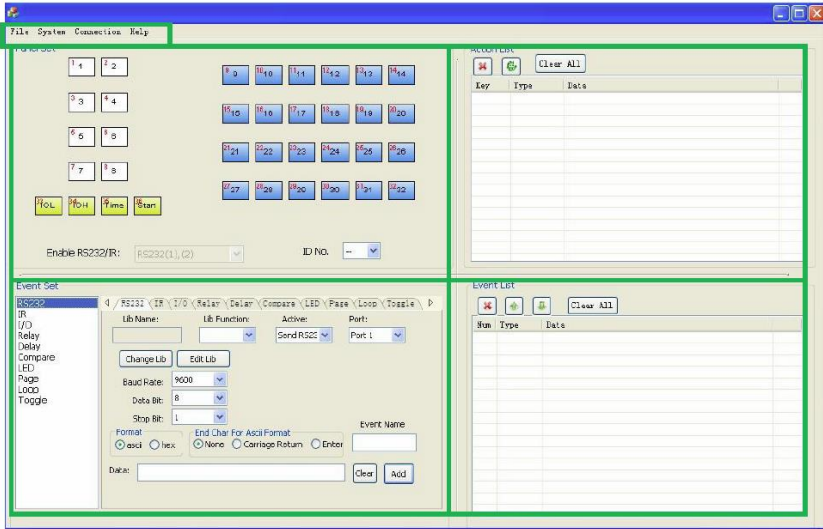 File System Connection Help
Panel Set
Action List
1 1 2 2
Clear All
9 9 10 10 11 11 12 12 13 13 14 14
Key Type Data
3 3 4 4
15 15 16 16 17 17 18 18 19 19 20 20
5 5 6 6
21 21 22 22 23 23 24 24 25 25 26 26
7 7 8 8
27 27 28 28 29 29 30 30 31 31 32 32
IOL IOH Time Start
Enable RS232/IR: RS232(1),(2) ID No. --
Event Set
Event List
RS232
IR
I/O
Relay
Delay
Compare
LED
Page
Loop
Toggle
RS232 IR I/O Relay Delay Compare LED Page Loop Toggle
Clear All
Lib Name: Lib Function: Active: Port:
Send RS23 Port 1
Num Type Data
Change Lib Edit Lib
Baud Rate: 9600
Data Bit: 8
Stop Bit: 1
Event Name
Format End Char For Ascii Format
ascii hex None Carriage Return Enter
Data: Clear Add